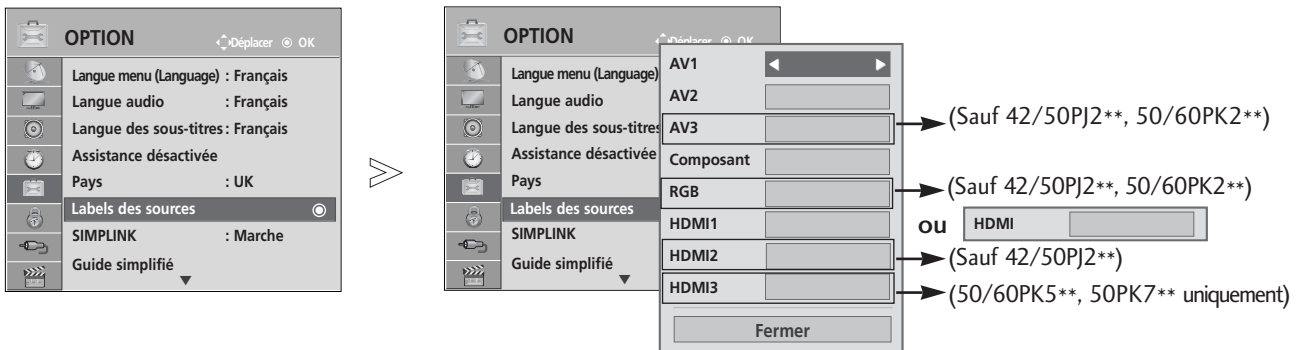 OPTION
Déplacer OK
Langue menu (Language) : Français
Langue audio : Français
Langue des sous-titres : Français
Assistance désactivée
Pays : UK
Labels des sources
SIMPLINK : Marche
Guide simplifié
OPTION
Déplacer OK
Langue menu (Language)
Langue audio
Langue des sous-titres
Assistance désactivée
Pays
Labels des sources
SIMPLINK
Guide simplifié
AV1
AV2
AV3
Composant
RGB
HDMI1
HDMI2
HDMI3
Fermer
(Sauf 42/50PJ2**, 50/60PK2**)
(Sauf 42/50PJ2**, 50/60PK2**)
ou HDMI
(Sauf 42/50PJ2**)
(50/60PK5**, 50PK7** uniquement)